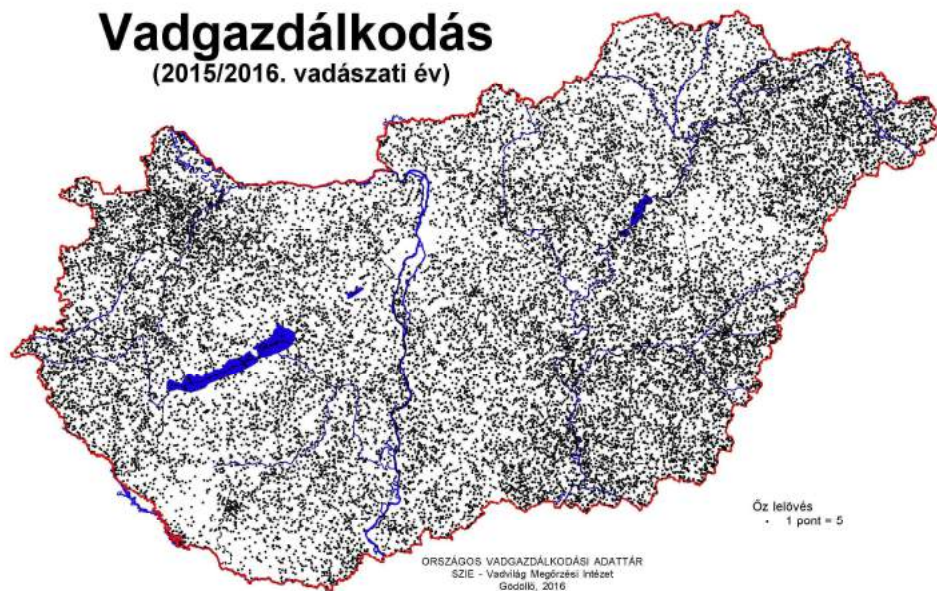 Vadgazdálkodás
(2015/2016. vadászati év)
Őz lelövés
1 pont = 5
ORSZÁGOS VADGAZDÁLKODÁSI ADATTÁR
SZIE - Vadvilág Megőrzési Intézet
Gödöllő, 2016